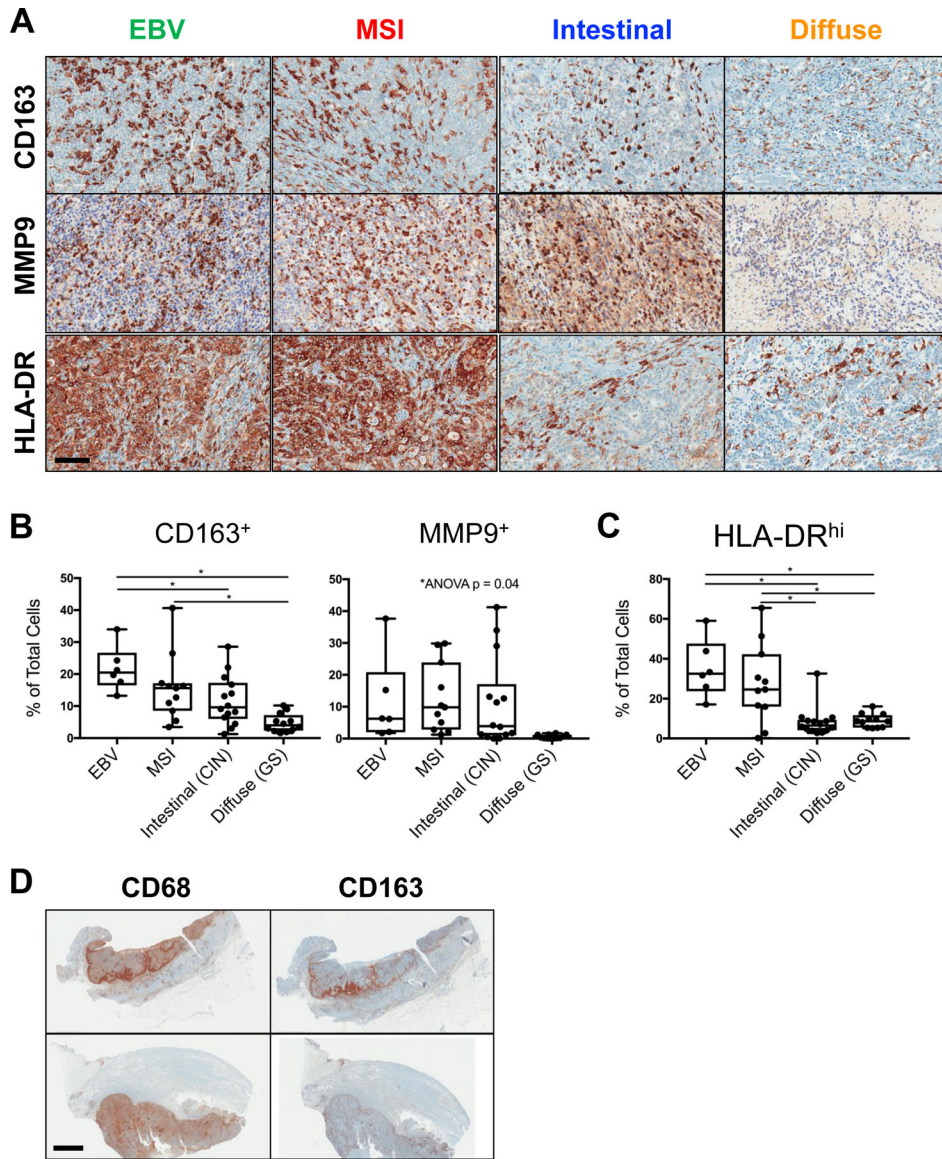 A
EBV MSI Intestinal Diffuse
CD163
MMP9
HLA-DR
B
CD163⁺
% of Total Cells
50
40
30
20
10
0
* 
*
*
EBV
MSI
Intestinal (CIN)
Diffuse (GS)
MMP9⁺
*ANOVA p = 0.04
50
40
30
20
10
0
EBV
MSI
Intestinal (CIN)
Diffuse (GS)
C
HLA-DRʰⁱ
% of Total Cells
80
60
40
20
0
*
*
*
*
EBV
MSI
Intestinal (CIN)
Diffuse (GS)
D
CD68 CD163